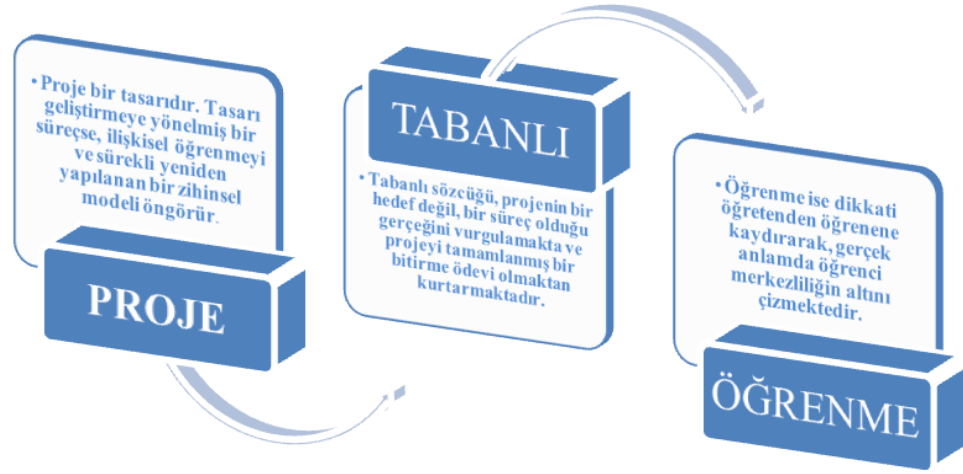 • Proje bir tasarıdır. Tasarı
geliştirmeye yönelmiş bir
süreçse, ilişkisel öğrenmeyi
ve sürekli yeniden
yapılanan bir zihinsel
modeli öngörür.
PROJE
TABANLI
• Tabanlı sözcüğü, projenin bir
hedef değil, bir süreç olduğu
gerçeğini vurgulamakta ve
projeyi tamamlanmış bir
bitirme ödevi olmaktan
kurtarmaktadır.
• Öğrenme ise dikkati
öğretenden öğrenene
kaydırarak, gerçek
anlamda öğrenci
merkezliliğin altını
çizmektedir.
ÖĞRENME